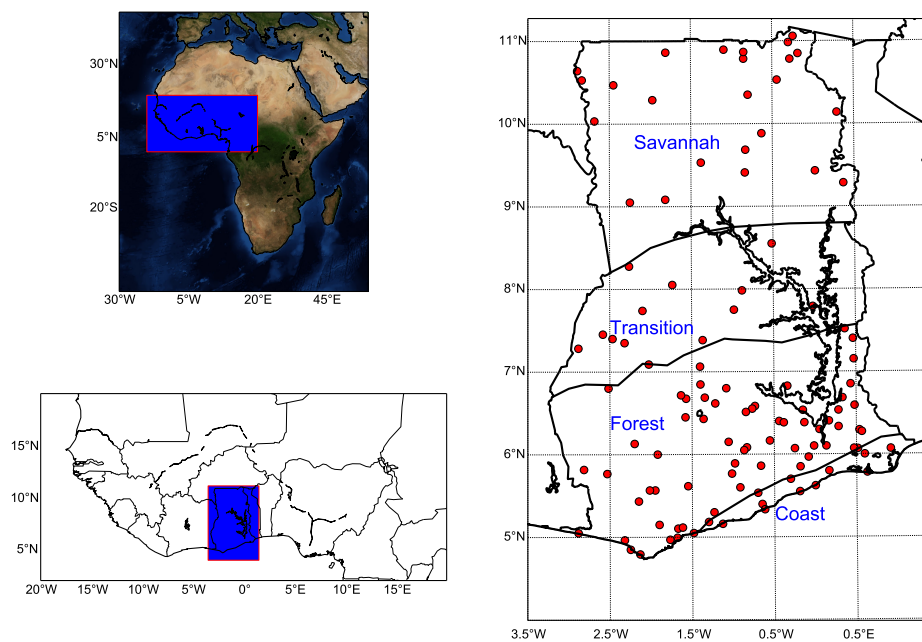 30°N
5°N
20°S
30°W
5°W
20°E
45°E
15°N
10°N
5°N
20°W
15°W
10°W
5°W
0°
5°E
10°E
15°E
11°N
10°N
9°N
8°N
7°N
6°N
5°N
3.5°W
2.5°W
1.5°W
0.5°W
0.5°E
Savannah
Transition
Forest
Coast